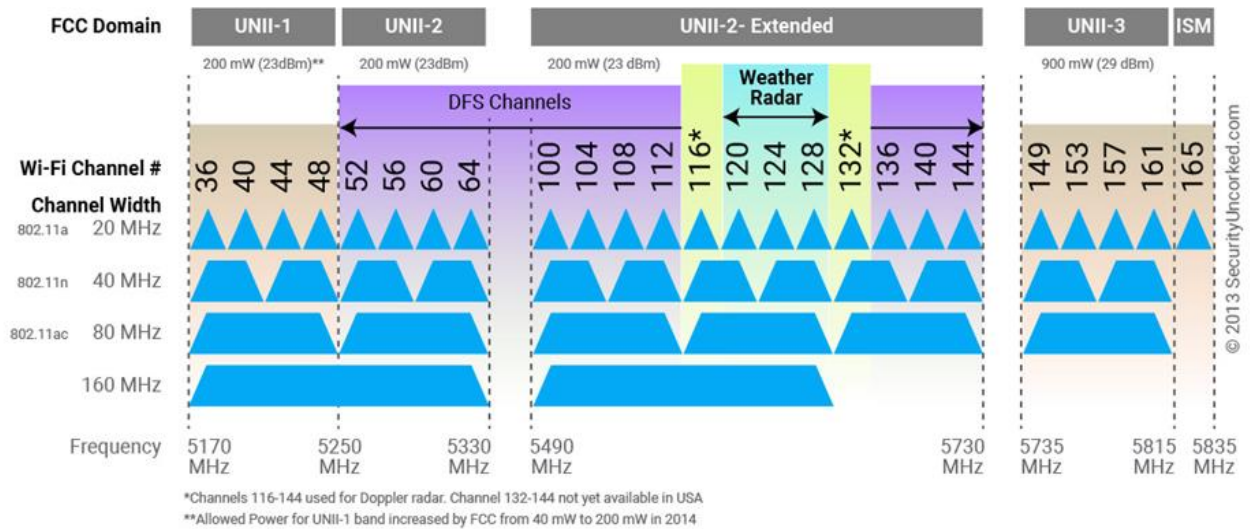 FCC Domain UNII-1 UNII-2 UNII-2- Extended UNII-3 ISM
200 mW (23dBm)** 200 mW (23dBm) 200 mW (23 dBm) 900 mW (29 dBm)
Weather
Radar
DFS Channels
Wi-Fi Channel # 36 40 44 48 52 56 60 64 100 104 108 112 116* 120 124 128 132* 136 140 144 149 153 157 161 165
Channel Width
802.11a 20 MHz
802.11n 40 MHz
802.11ac 80 MHz
160 MHz
Frequency 5170 5250 5330 5490 5730 5735 5815 5835
MHz MHz MHz MHz MHz MHz MHz MHz
*Channels 116-144 used for Doppler radar. Channel 132-144 not yet available in USA
**Allowed Power for UNII-1 band increased by FCC from 40 mW to 200 mW in 2014
© 2013 SecurityUncorked.com